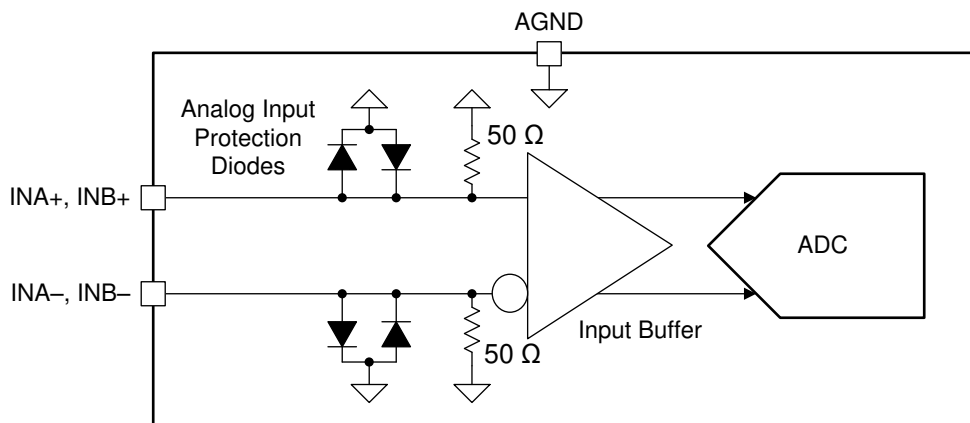 AGND
Analog Input
Protection
Diodes
50 Ω
INA+, INB+
ADC
INA–, INB–
Input Buffer
50 Ω